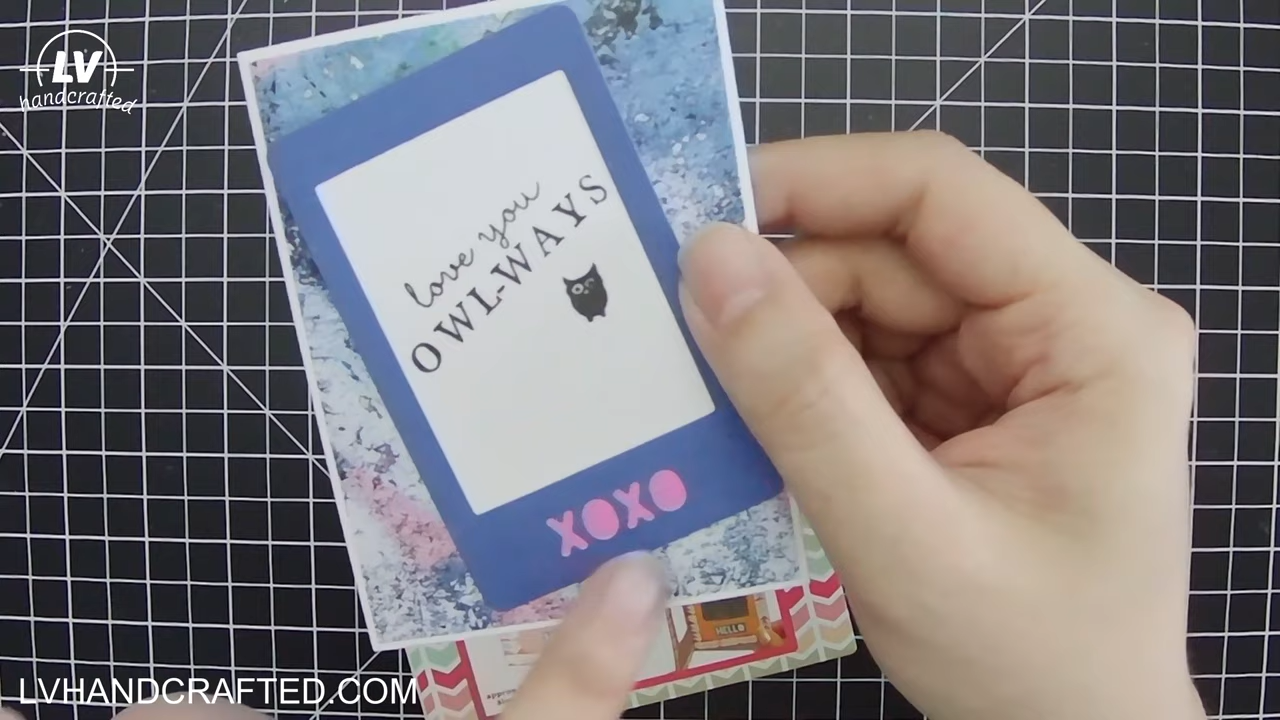 LV
handcrafted
love you
OWL-WAYS
XOXO
HELLO
LVHANDCRAFTED.COM